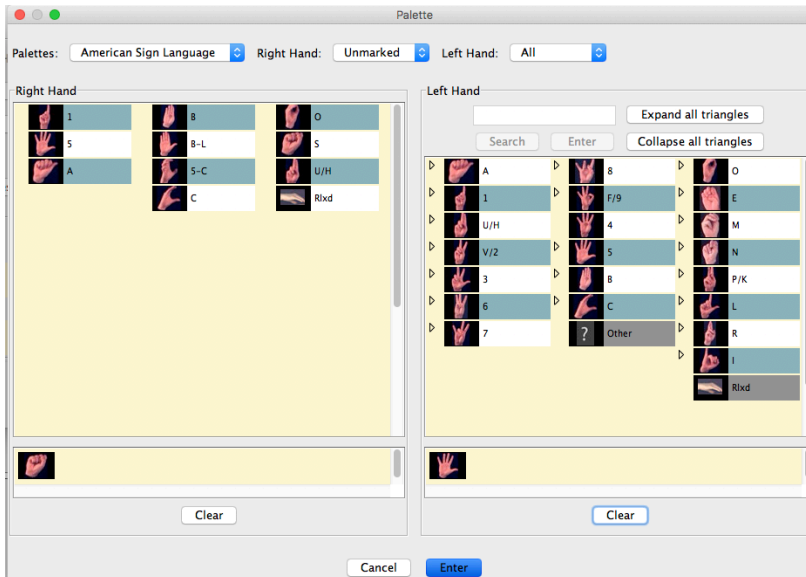 Palette
Palettes: American Sign Language Right Hand: Unmarked Left Hand: All
Right Hand
1 B O
5 B-L S
A 5-C U/H
C Rlxd
Clear
Left Hand
Expand all triangles
Search Enter Collapse all triangles
A 8 O
1 F/9 E
U/H 4 M
V/2 5 N
3 B P/K
6 C L
7 ? Other R
I
Rlxd
Clear
Cancel Enter